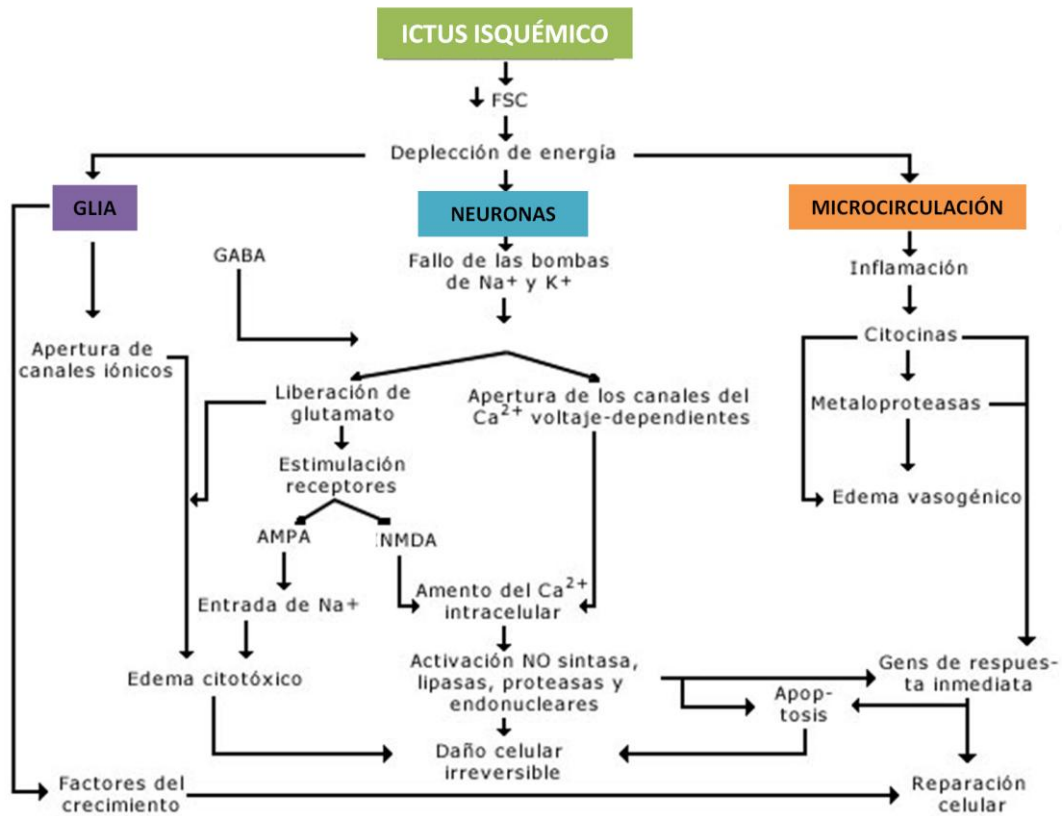 ICTUS ISQUÉMICO
FSC
Deplección de energía
GLIA
NEURONAS
MICROCIRCULACIÓN
GABA
Fallo de las bombas
de Na+ y K+
Inflamación
Apertura de
canales iónicos
Citocinas
Liberación de
glutamato
Apertura de los canales del
Ca2+ voltaje-dependientes
Metaloproteasas
Estimulación
receptores
Edema vasogénico
AMPA
NMDA
Entrada de Na+
Amento del Ca2+
intracelular
Edema citotóxico
Activación NO sintasa,
lipasas, proteasas y
endonucleares
Apop-
tosis
Gens de respues-
ta inmediata
Daño celular
irreversible
Factores del
crecimiento
Reparación
celular